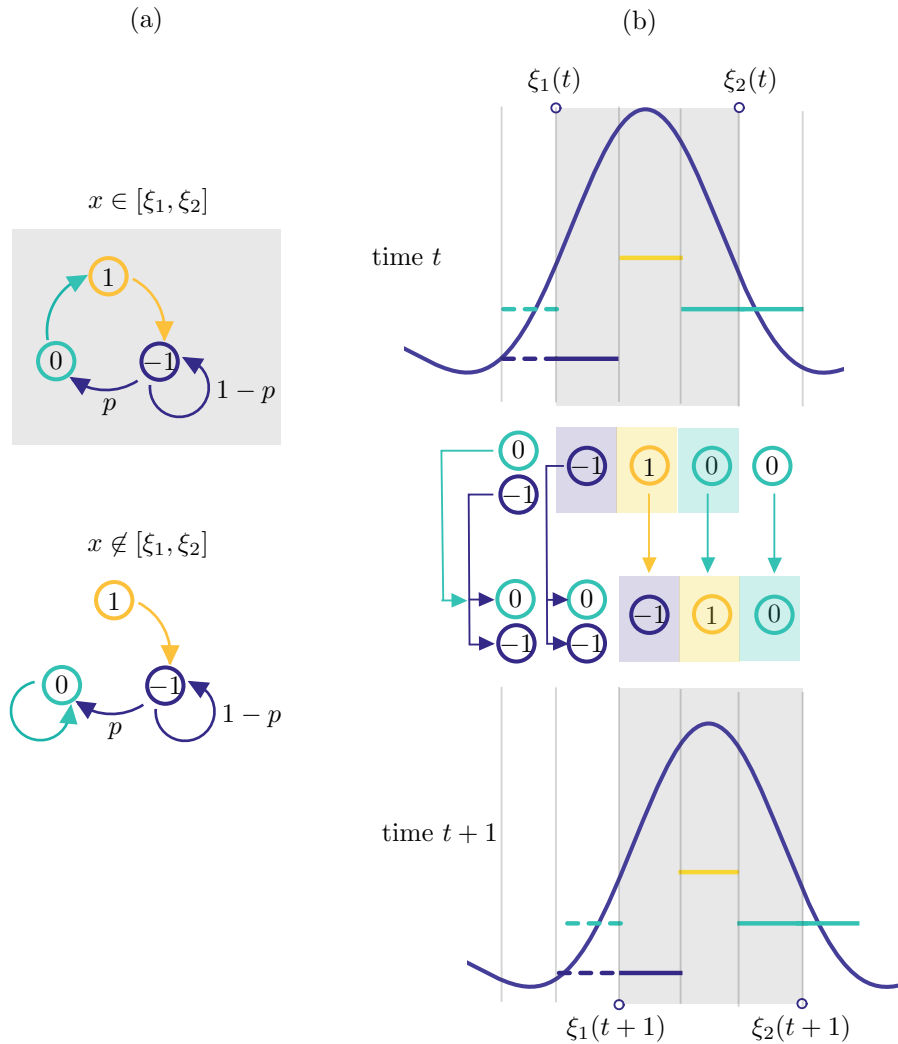 (a)
x ∈ [ξ₁, ξ₂]
1
0
−1
p
1 − p
x ∉ [ξ₁, ξ₂]
1
0
−1
p
1 − p
(b)
ξ₁(t) ξ₂(t)
time t
0
−1 1 0 0
−1
0 0
−1 1 0
−1 −1
time t + 1
ξ₁(t + 1) ξ₂(t + 1)